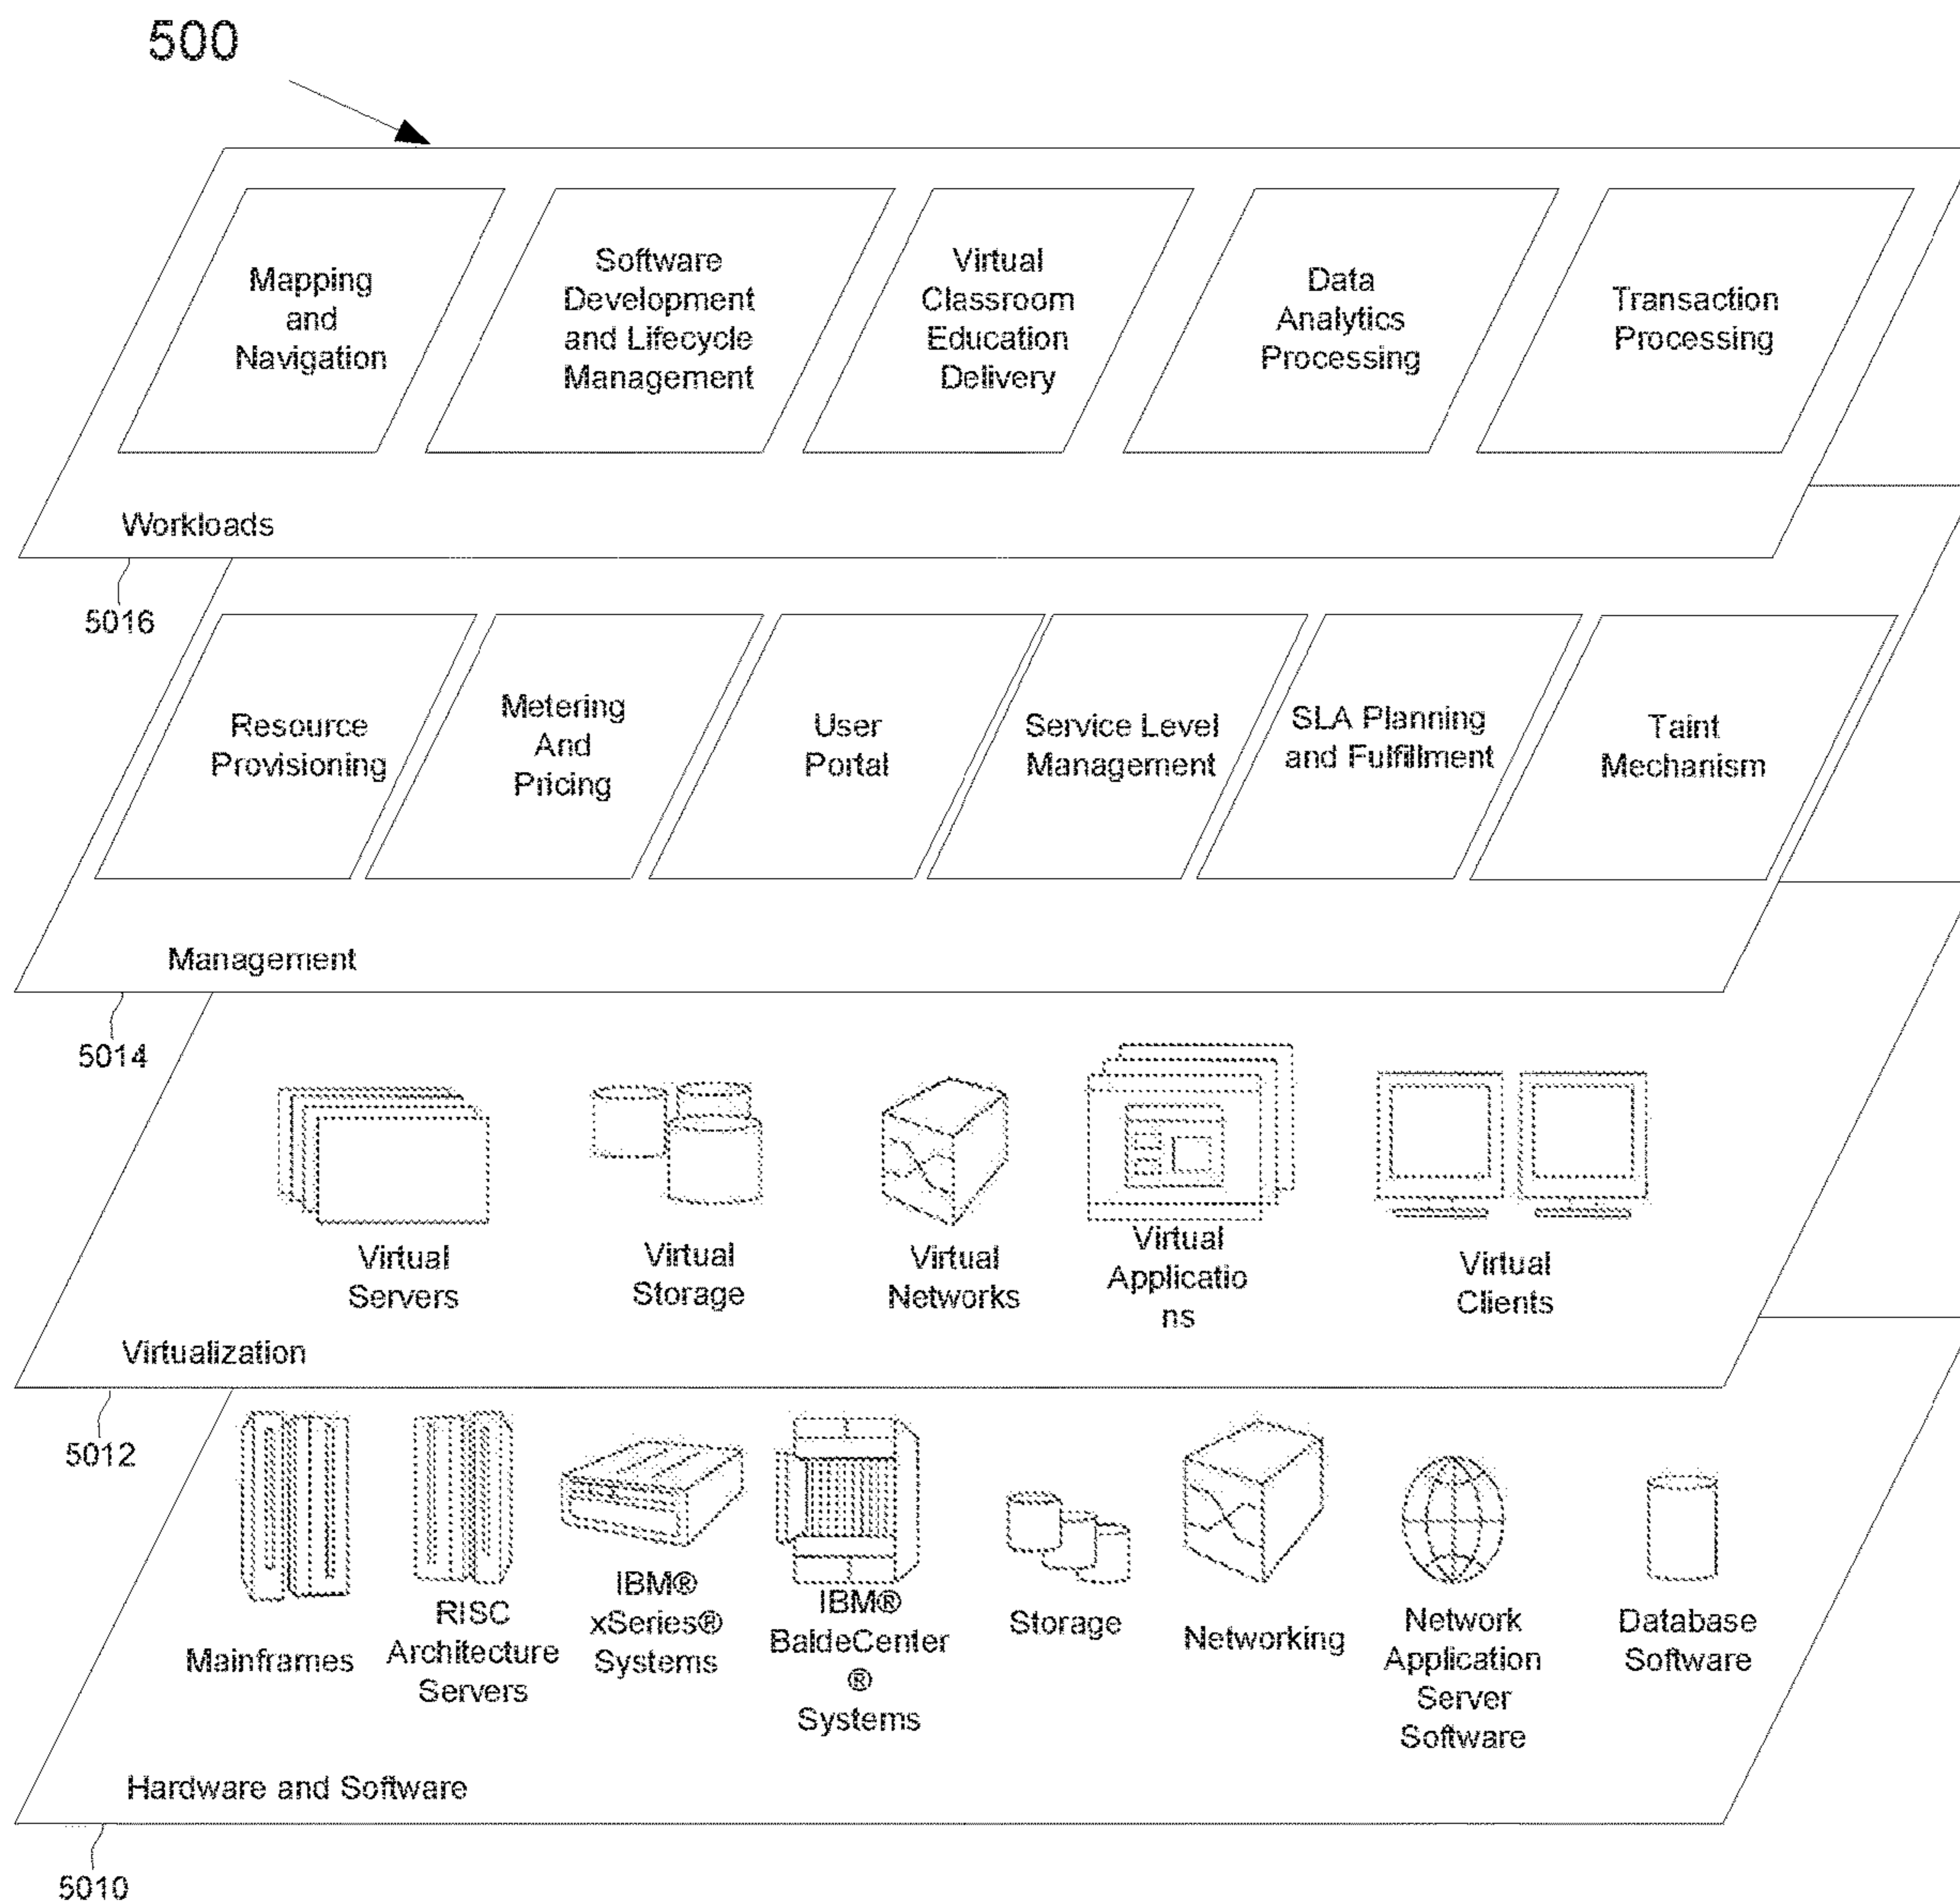 500
Mapping
and
Navigation
Software
Development
and Lifecycle
Management
Virtual
Classroom
Education
Delivery
Data
Analytics
Processing
Transaction
Processing
Workloads
5016
Resource
Provisioning
Metering
And
Pricing
User
Portal
Service Level
Management
SLA Planning
and Fulfillment
Taint
Mechanism
Management
5014
Virtual
Servers
Virtual
Storage
Virtual
Networks
Virtual
Applicatio
ns
Virtual
Clients
Virtualization
5012
Mainframes
RISC
Architecture
Servers
IBM®
xSeries®
Systems
IBM®
BaldeCenter
®
Systems
Storage
Networking
Network
Application
Server
Software
Database
Software
Hardware and Software
5010